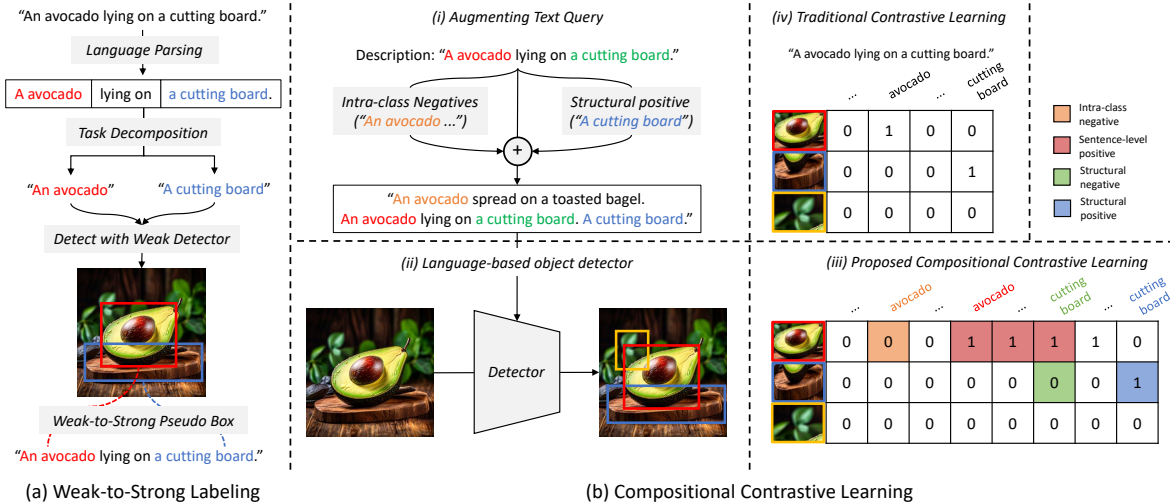 "An avocado lying on a cutting board."
Language Parsing
A avocado lying on a cutting board.
Task Decomposition
"An avocado" "A cutting board"
Detect with Weak Detector
Weak-to-Strong Pseudo Box
"An avocado lying on a cutting board."
(a) Weak-to-Strong Labeling
(i) Augmenting Text Query
Description: "A avocado lying on a cutting board."
Intra-class Negatives
("An avocado ...")
Structural positive
("A cutting board")
+
"An avocado spread on a toasted bagel.
An avocado lying on a cutting board. A cutting board."
(ii) Language-based object detector
Detector
(iv) Traditional Contrastive Learning
"A avocado lying on a cutting board."
... avocado ... cutting board
0 1 0 0
0 0 0 1
0 0 0 0
Intra-class
negative
Sentence-level
positive
Structural
negative
Structural
positive
(iii) Proposed Compositional Contrastive Learning
... avocado ... avocado ... cutting board ... cutting board
0 0 0 1 1 1 1 0
0 0 0 0 0 0 0 1
0 0 0 0 0 0 0 0
(b) Compositional Contrastive Learning